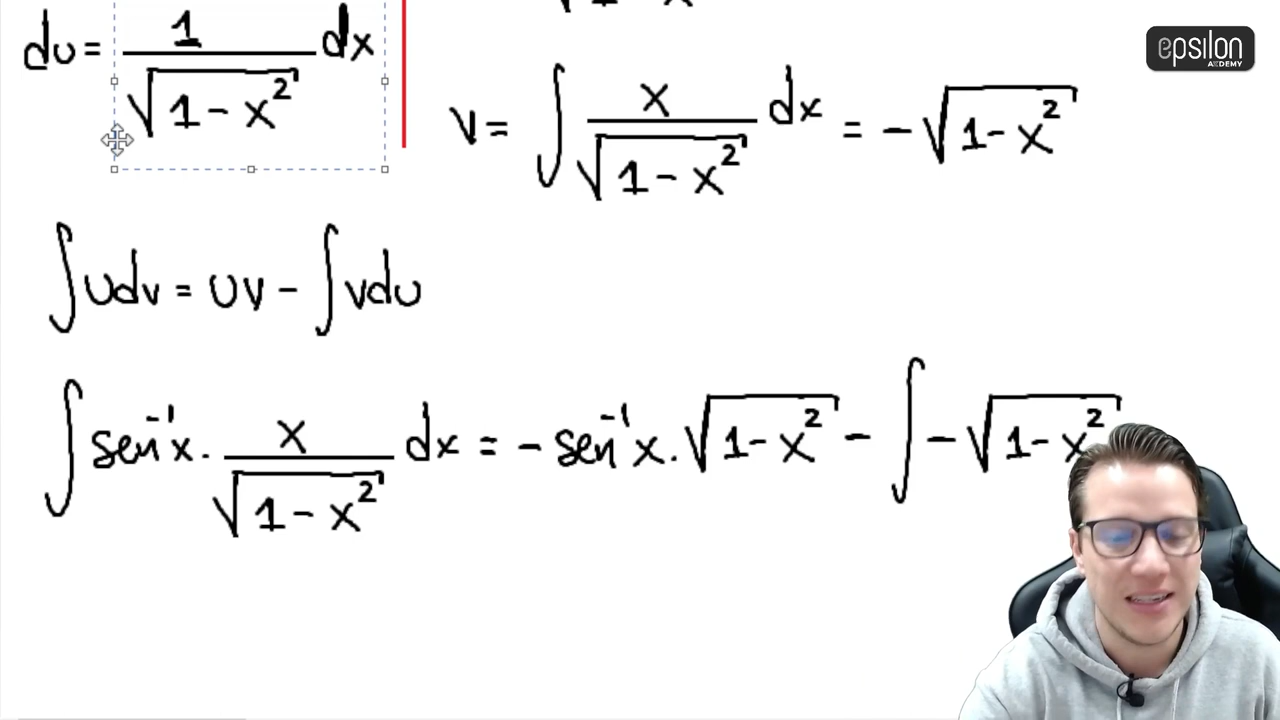 du = 1/√(1-x²) dx
epsilon
AXDEMY
v = ∫ x/√(1-x²) dx = -√(1-x²)
∫udv = uv - ∫vdu
∫sen⁻¹x · x/√(1-x²) dx = -sen⁻¹x · √(1-x²) - ∫-√(1-x²)